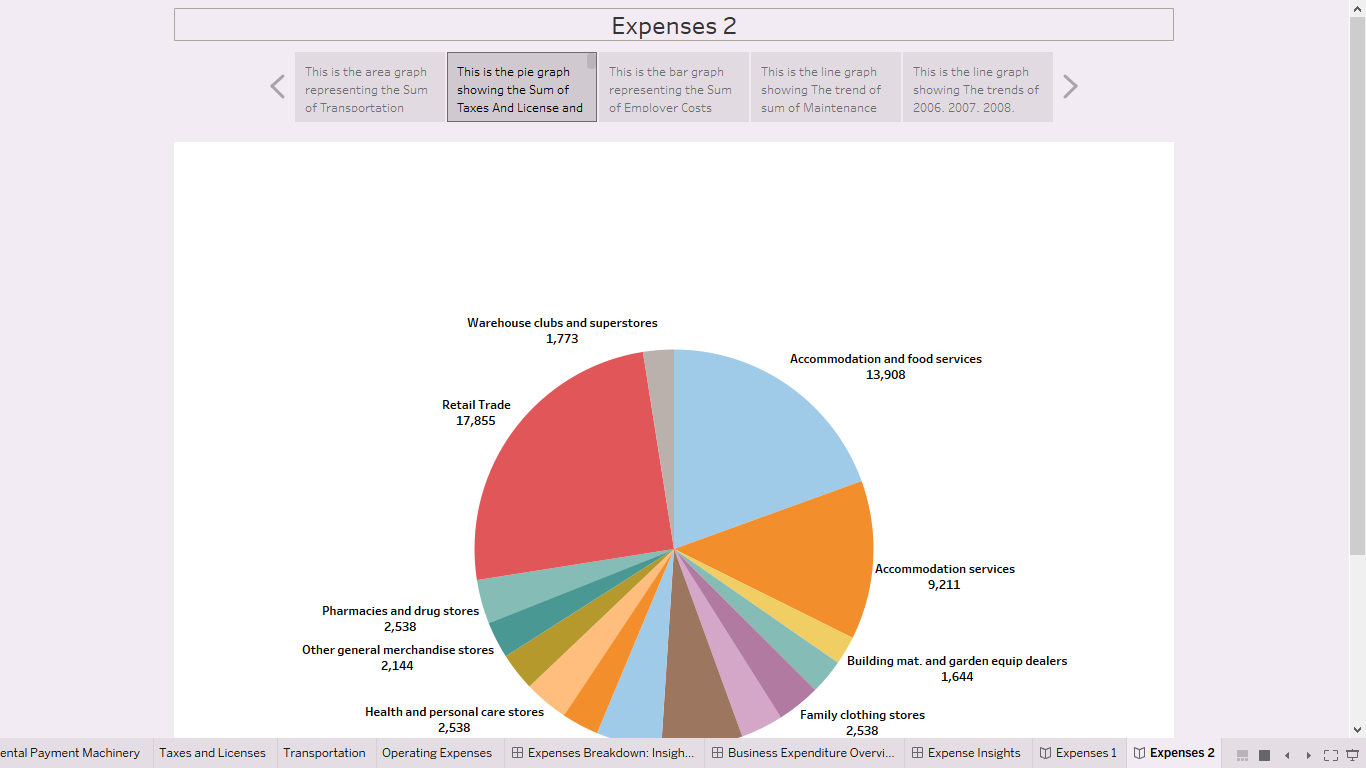 Expenses 2
This is the area graph
representing the Sum
of Transportation
This is the pie graph
showing the Sum of
Taxes And License and
This is the bar graph
representing the Sum
of Employer Costs
This is the line graph
showing The trend of
sum of Maintenance
This is the line graph
showing The trends of
2006, 2007, 2008,
Warehouse clubs and superstores
1,773
Accommodation and food services
13,908
Retail Trade
17,855
Accommodation services
9,211
Pharmacies and drug stores
2,538
Other general merchandise stores
2,144
Building mat. and garden equip dealers
1,644
Health and personal care stores
2,538
Family clothing stores
2,538
ental Payment Machinery
Taxes and Licenses
Transportation
Operating Expenses
Expenses Breakdown: Insigh...
Business Expenditure Overvi...
Expense Insights
Expenses 1
Expenses 2